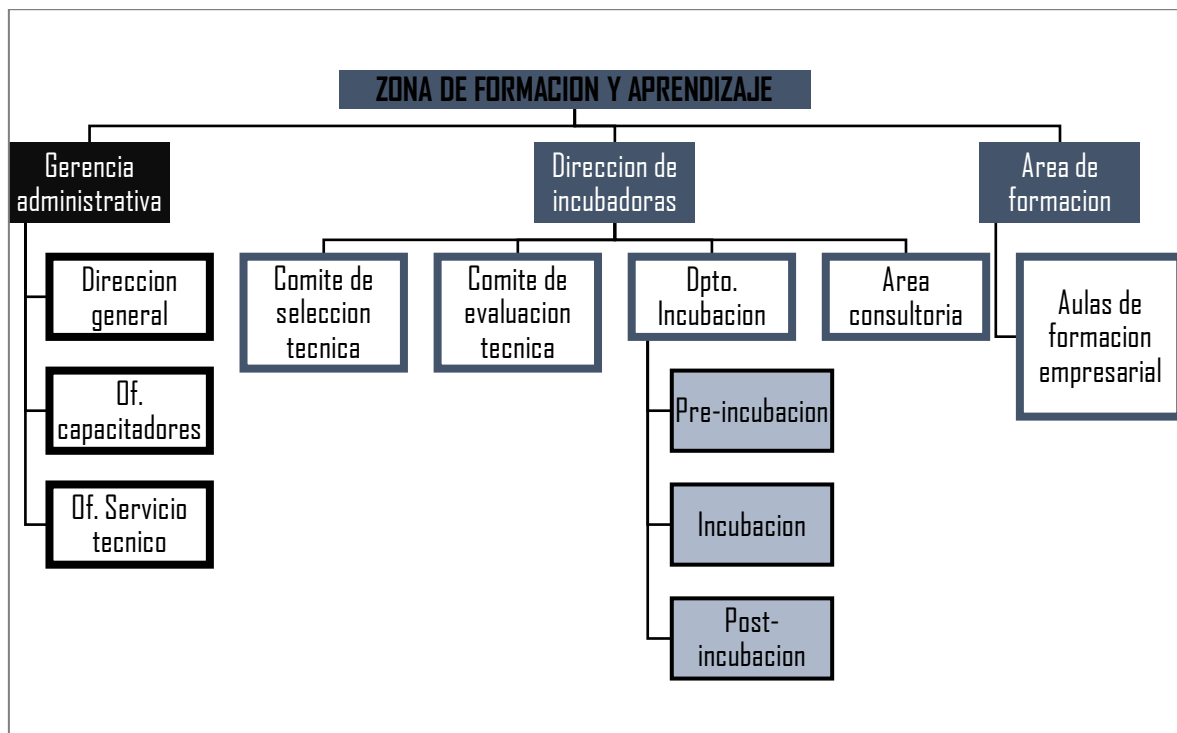 ZONA DE FORMACION Y APRENDIZAJE
Gerencia
administrativa
Direccion de
incubadoras
Area de
formacion
Direccion
general
Of.
capacitadores
Of. Servicio
tecnico
Comite de
seleccion
tecnica
Comite de
evaluacion
tecnica
Dpto.
Incubacion
Area
consultoria
Pre-incubacion
Incubacion
Post-
incubacion
Aulas de
formacion
empresarial